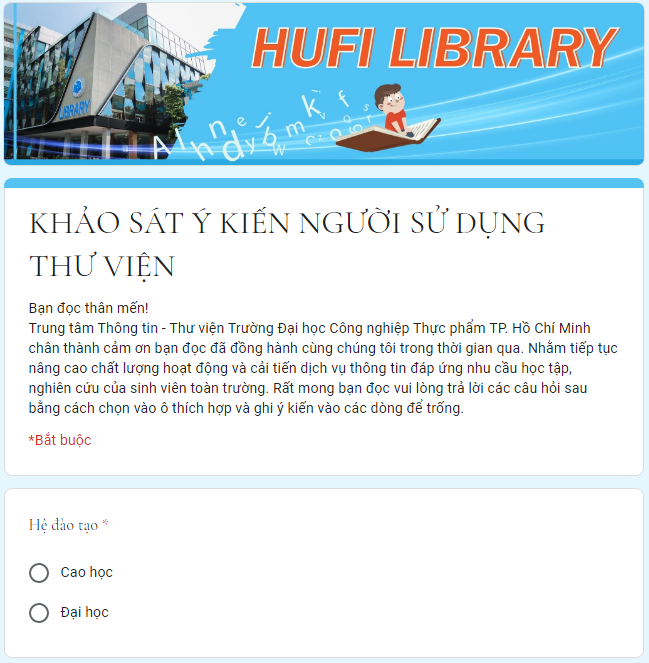 HUFI LIBRARY
LIBRARY
KHẢO SÁT Ý KIẾN NGƯỜI SỬ DỤNG
THƯ VIỆN
Bạn đọc thân mến!
Trung tâm Thông tin - Thư viện Trường Đại học Công nghiệp Thực phẩm TP. Hồ Chí Minh
chân thành cảm ơn bạn đọc đã đồng hành cùng chúng tôi trong thời gian qua. Nhằm tiếp tục
nâng cao chất lượng hoạt động và cải tiến dịch vụ thông tin đáp ứng nhu cầu học tập,
nghiên cứu của sinh viên toàn trường. Rất mong bạn đọc vui lòng trả lời các câu hỏi sau
bằng cách chọn vào ô thích hợp và ghi ý kiến vào các dòng để trống.
*Bắt buộc
Hệ đào tạo *
Cao học
Đại học